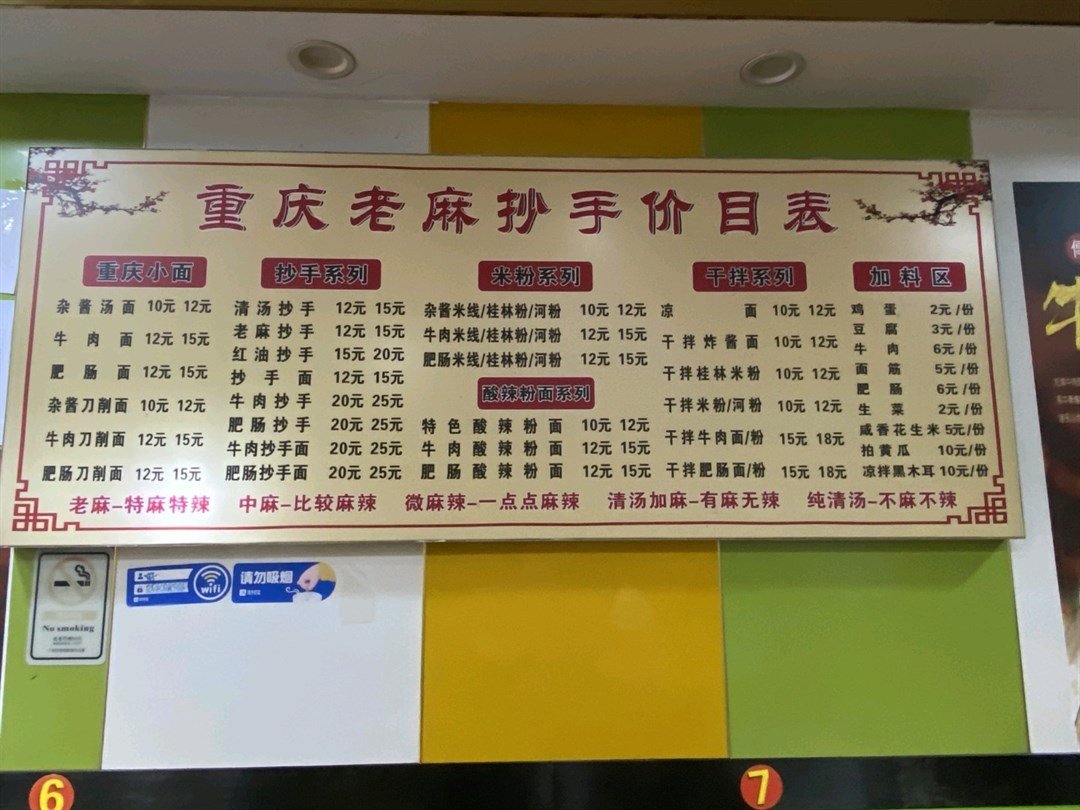 重庆老麻抄手价目表
重庆小面
杂酱汤面 10元 12元
牛肉面 12元 15元
肥肠面 12元 15元
杂酱刀削面 10元 12元
牛肉刀削面 12元 15元
肥肠刀削面 12元 15元
抄手系列
清汤抄手 12元 15元
老麻抄手 12元 15元
红油抄手 15元 20元
抄手面 12元 15元
牛肉抄手 20元 25元
肥肠抄手 20元 25元
牛肉抄手面 20元 25元
肥肠抄手面 20元 25元
米粉系列
杂酱米线/桂林粉/河粉 10元 12元
牛肉米线/桂林粉/河粉 12元 15元
肥肠米线/桂林粉/河粉 12元 15元
酸辣粉面系列
特色酸辣粉面 10元 12元
牛肉酸辣粉面 12元 15元
肥肠酸辣粉面 12元 15元
干拌系列
凉面 10元 12元
干拌炸酱面 10元 12元
干拌桂林米粉 10元 12元
干拌米粉/河粉 10元 12元
干拌牛肉面/粉 15元 18元
干拌肥肠面/粉 15元 18元
加料区
鸡蛋 2元/份
豆腐 3元/份
牛肉 6元/份
面筋 5元/份
肥肠 6元/份
生菜 2元/份
咸香花生米 5元/份
拍黄瓜 10元/份
凉拌黑木耳 10元/份
老麻-特麻特辣 中麻-比较麻辣 微麻辣-一点点麻辣 清汤加麻-有麻无辣 纯清汤-不麻不辣
No smoking
wifi
请勿吸烟
6
7